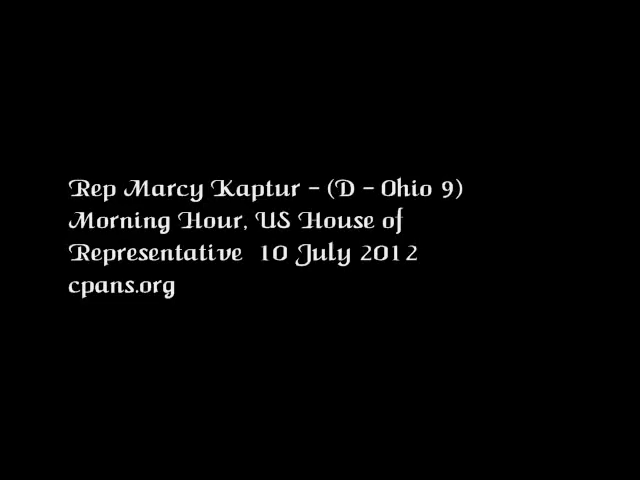 Rep Marcy Kaptur - (D - Ohio 9)
Morning Hour, US House of
Representative 10 July 2012
cpans.org